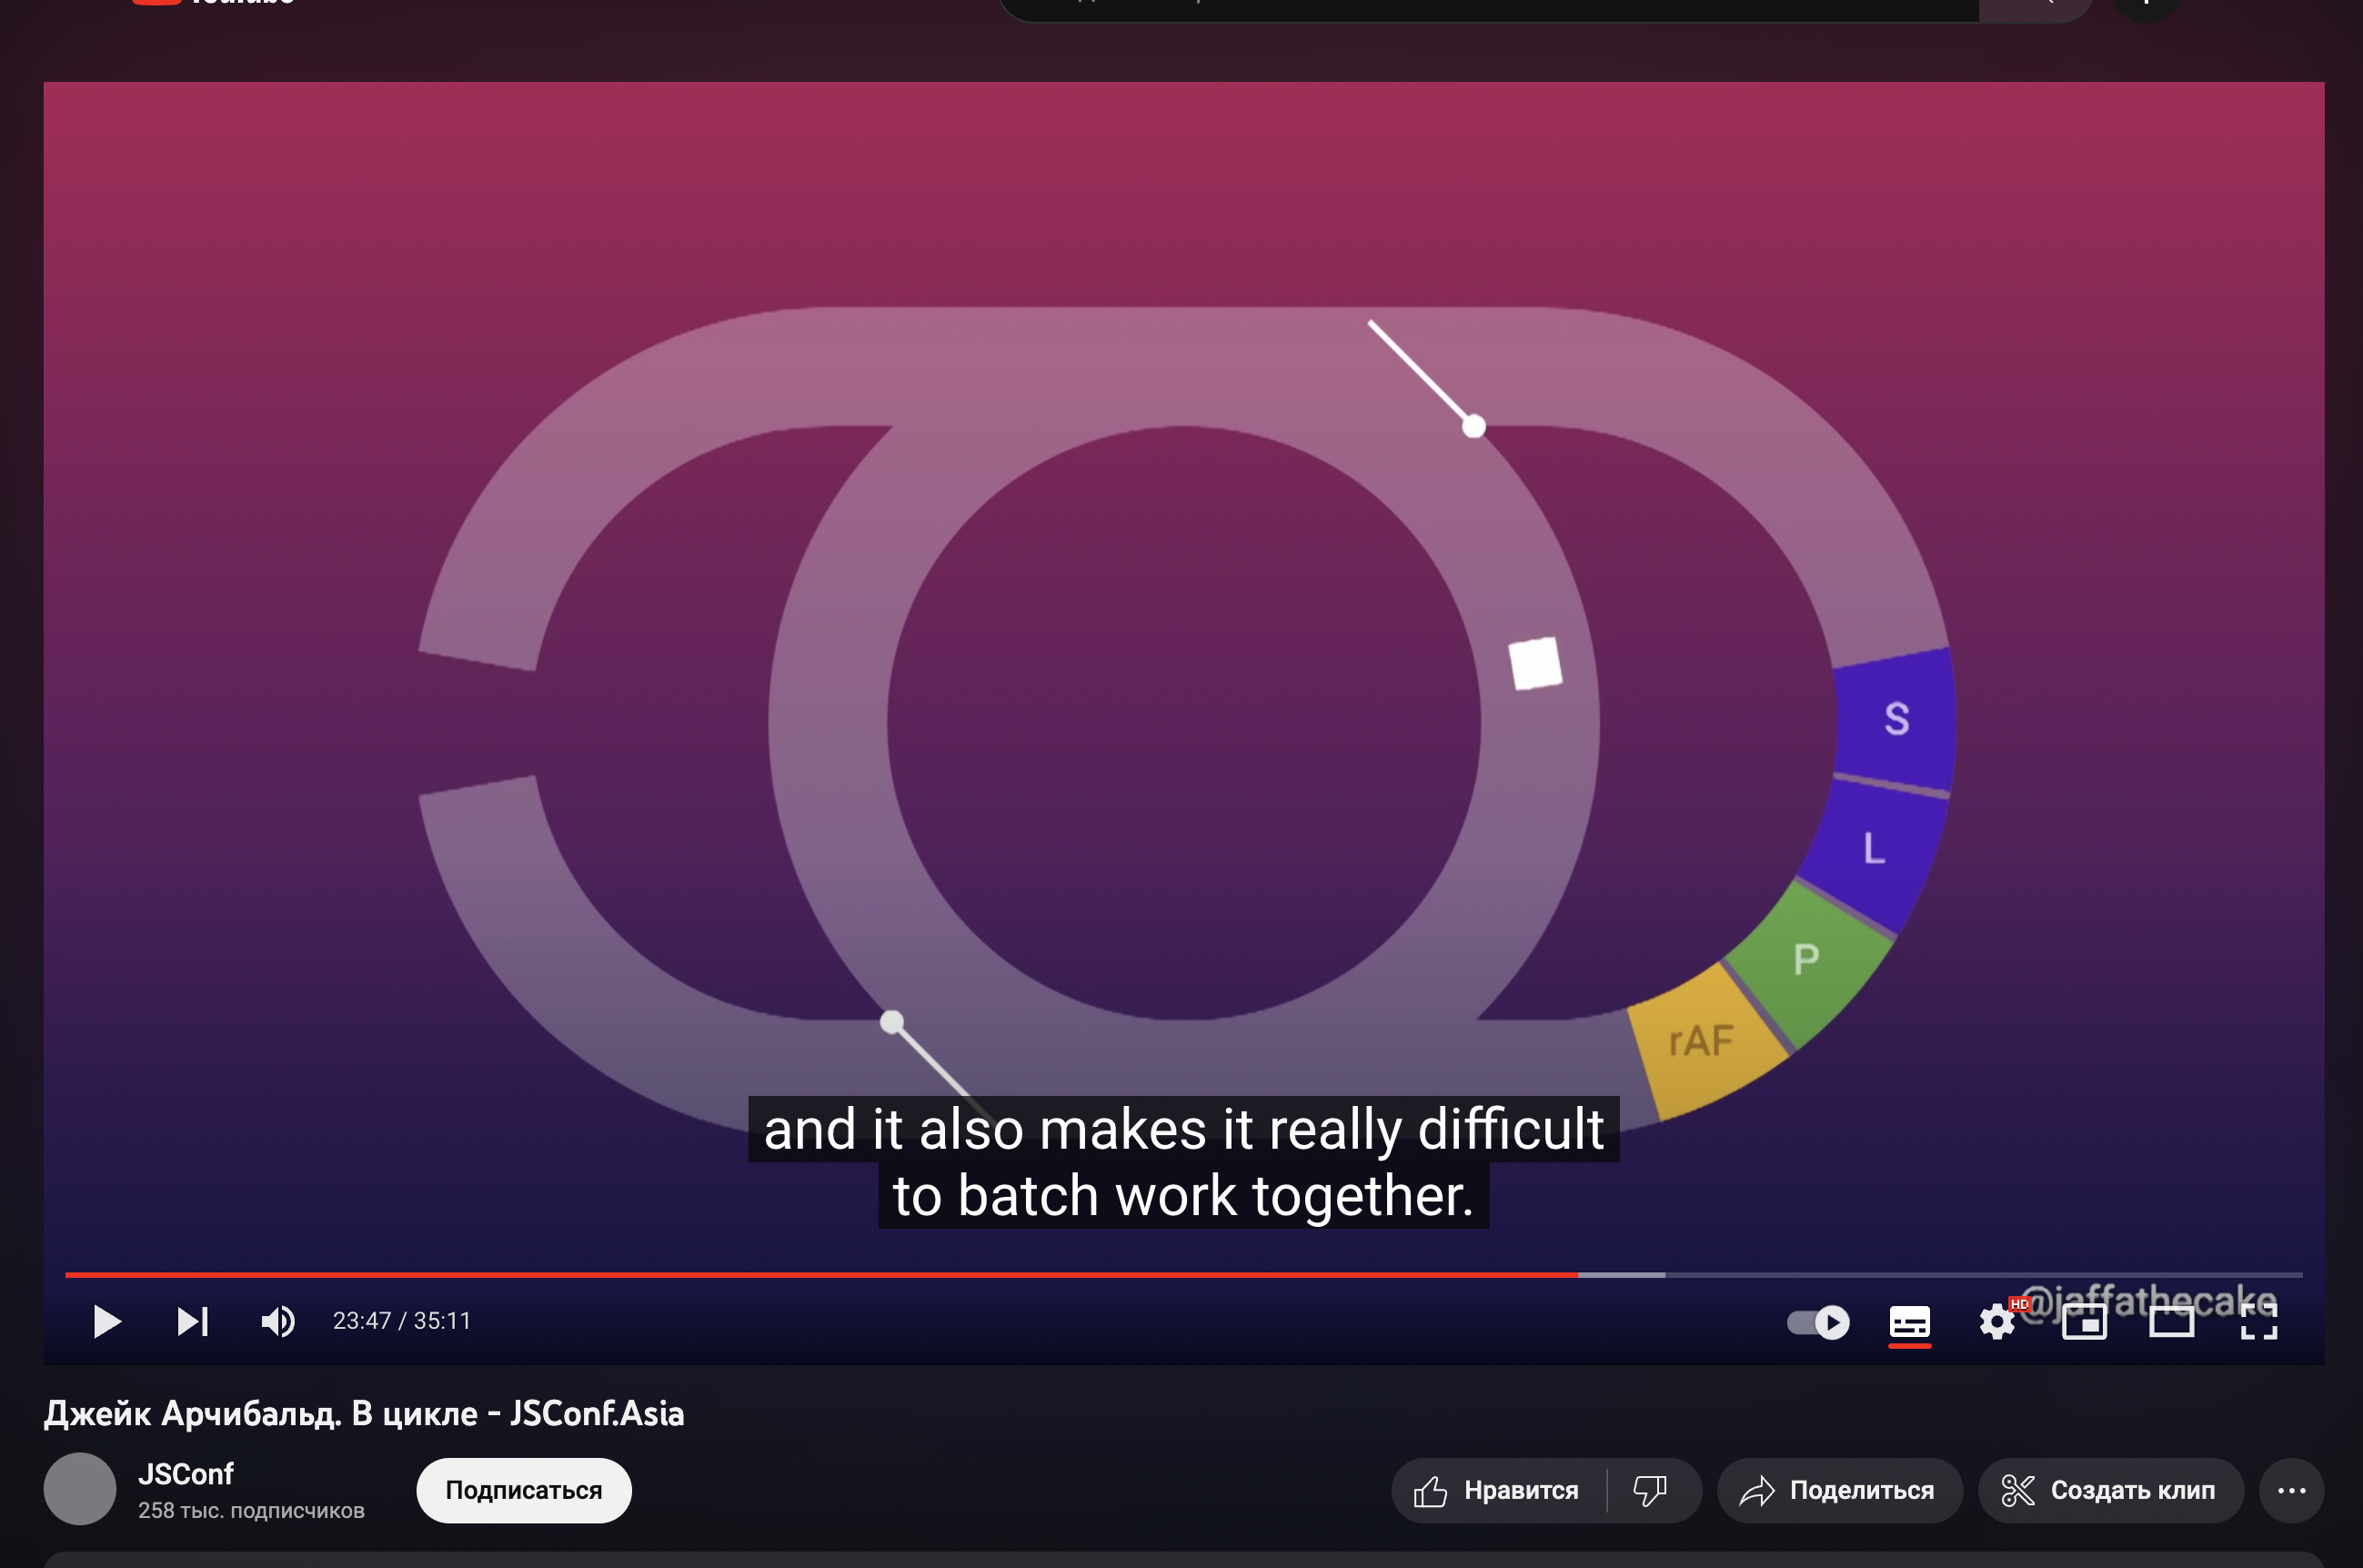 S
L
P
rAF
and it also makes it really difficult
to batch work together.
@jaffathecake
23:47 / 35:11
HD
Джейк Арчибальд. В цикле - JSConf.Asia
JSConf
258 тыс. подписчиков
Подписаться
Нравится
Поделиться
Создать клип